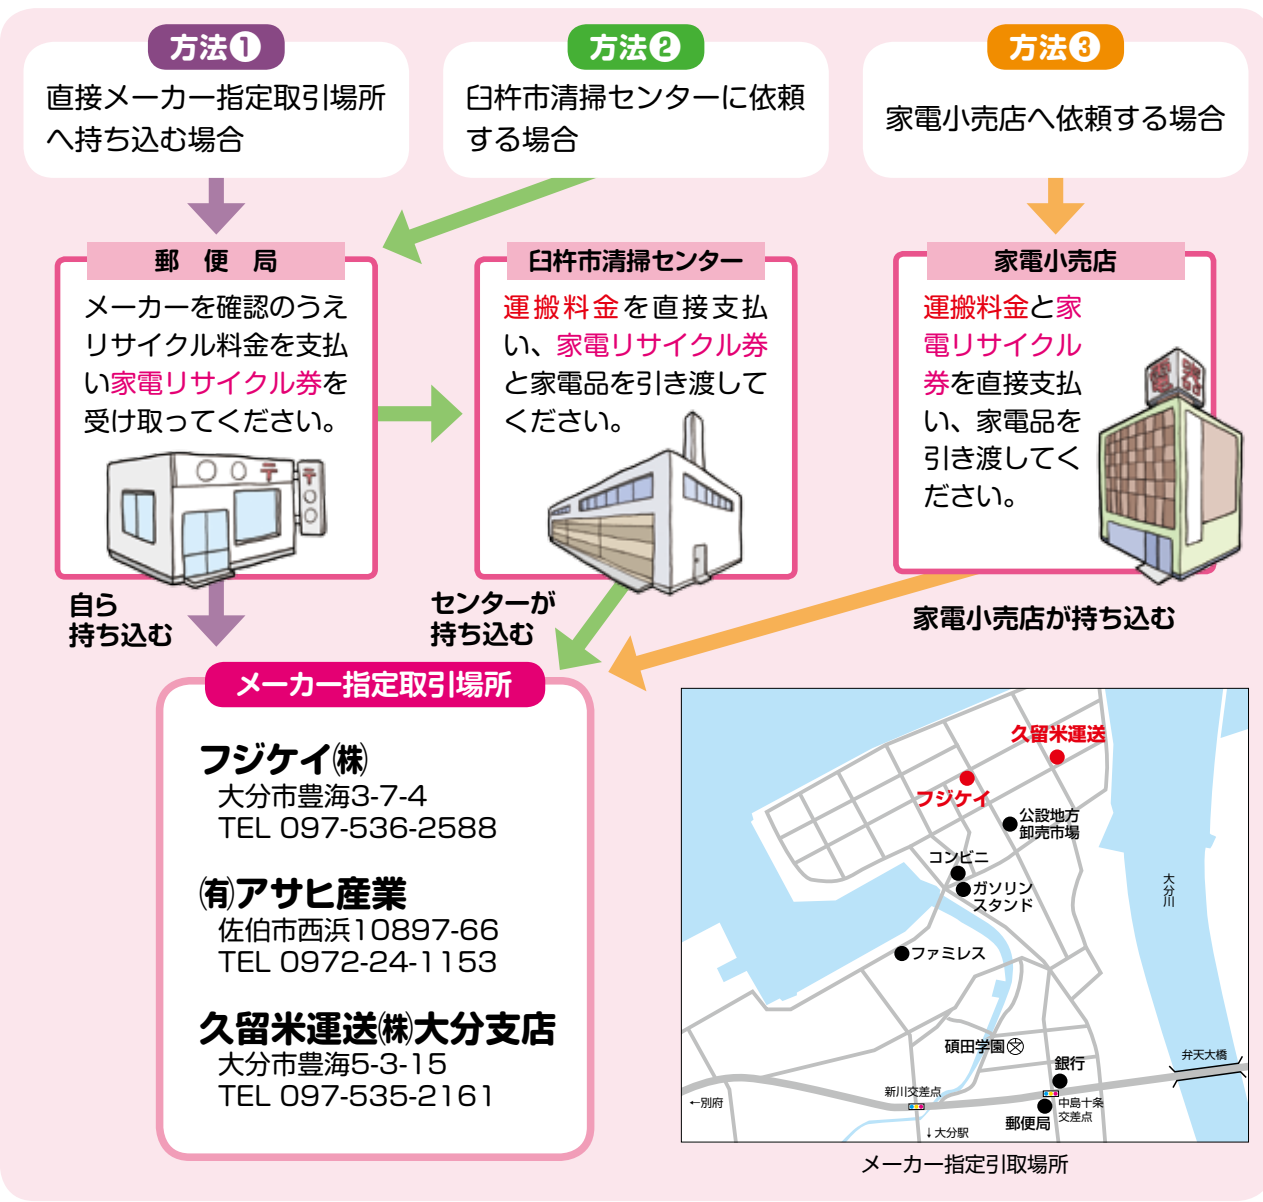 方法❶
直接メーカー指定取引場所
へ持ち込む場合
方法❷
臼杵市清掃センターに依頼
する場合
方法❸
家電小売店へ依頼する場合
郵便局
メーカーを確認のうえ
リサイクル料金を支払
い家電リサイクル券を
受け取ってください。
臼杵市清掃センター
運搬料金を直接支払
い、家電リサイクル券
と家電品を引き渡して
ください。
家電小売店
運搬料金と家
電リサイクル
券を直接支払
い、家電品を
引き渡してく
ださい。
自ら
持ち込む
センターが
持ち込む
家電小売店が持ち込む
メーカー指定取引場所
フジケイ㈱
大分市豊海3-7-4
TEL 097-536-2588
㈲アサヒ産業
佐伯市西浜10897-66
TEL 0972-24-1153
久留米運送㈱大分支店
大分市豊海5-3-15
TEL 097-535-2161
久留米運送
フジケイ
公設地方
卸売市場
コンビニ
ガソリン
スタンド
大分川
ファミレス
碩田学園
弁天大橋
銀行
新川交差点
←別府
中島十条
交差点
郵便局
↓大分駅
メーカー指定引取場所